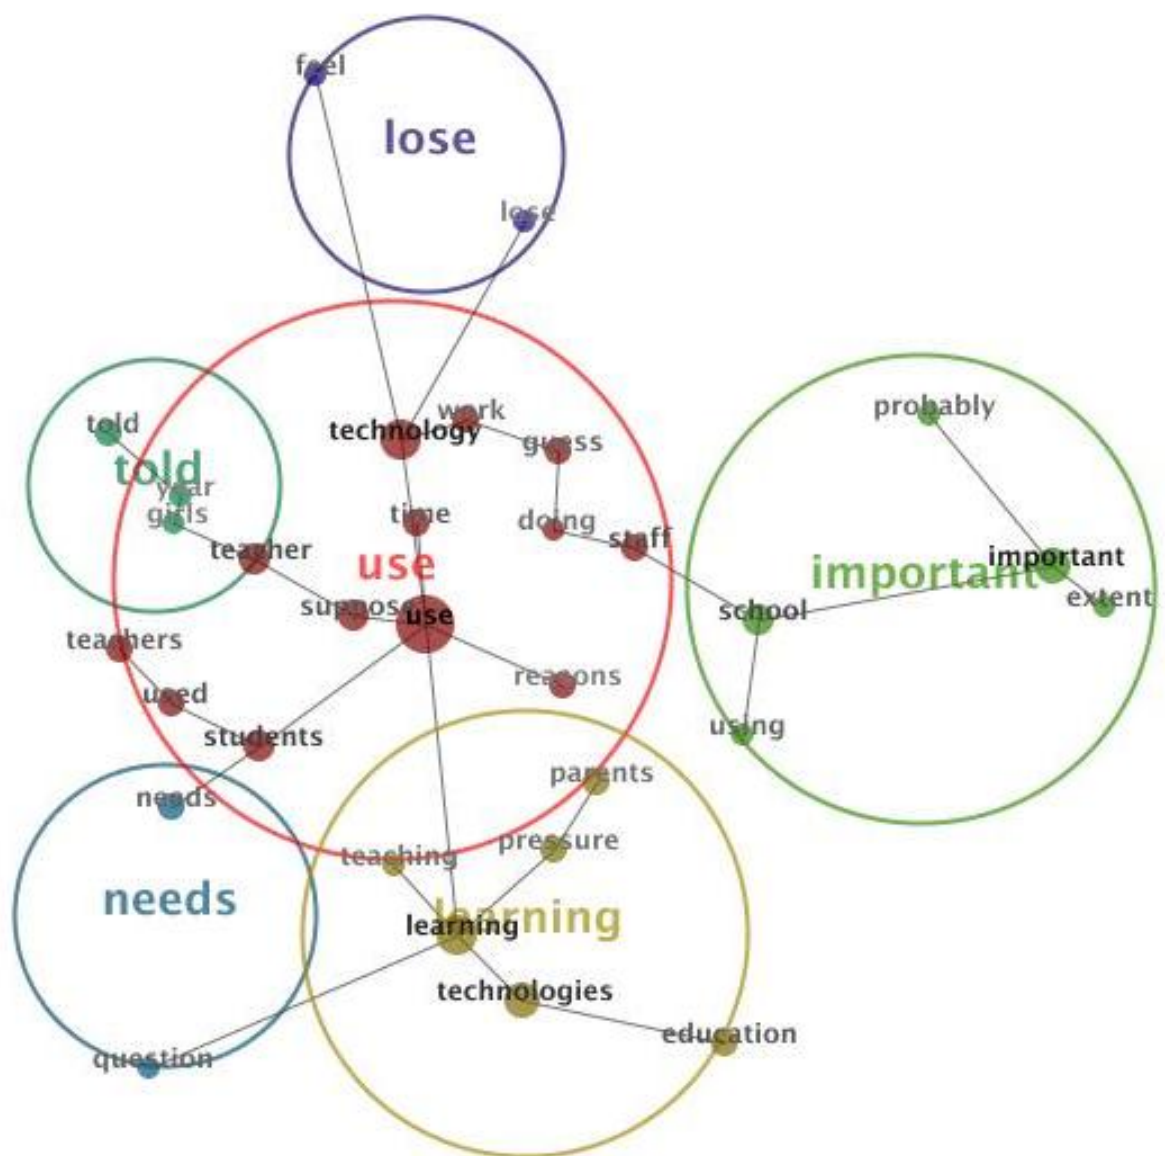 feel
lose
lose
told
told
year
girls
teacher
technology
work
guess
time
doing
staff
use
suppose
use
reasons
teachers
used
students
probably
important
important
extent
school
using
needs
needs
question
parents
pressure
teaching
learning
learning
technologies
education